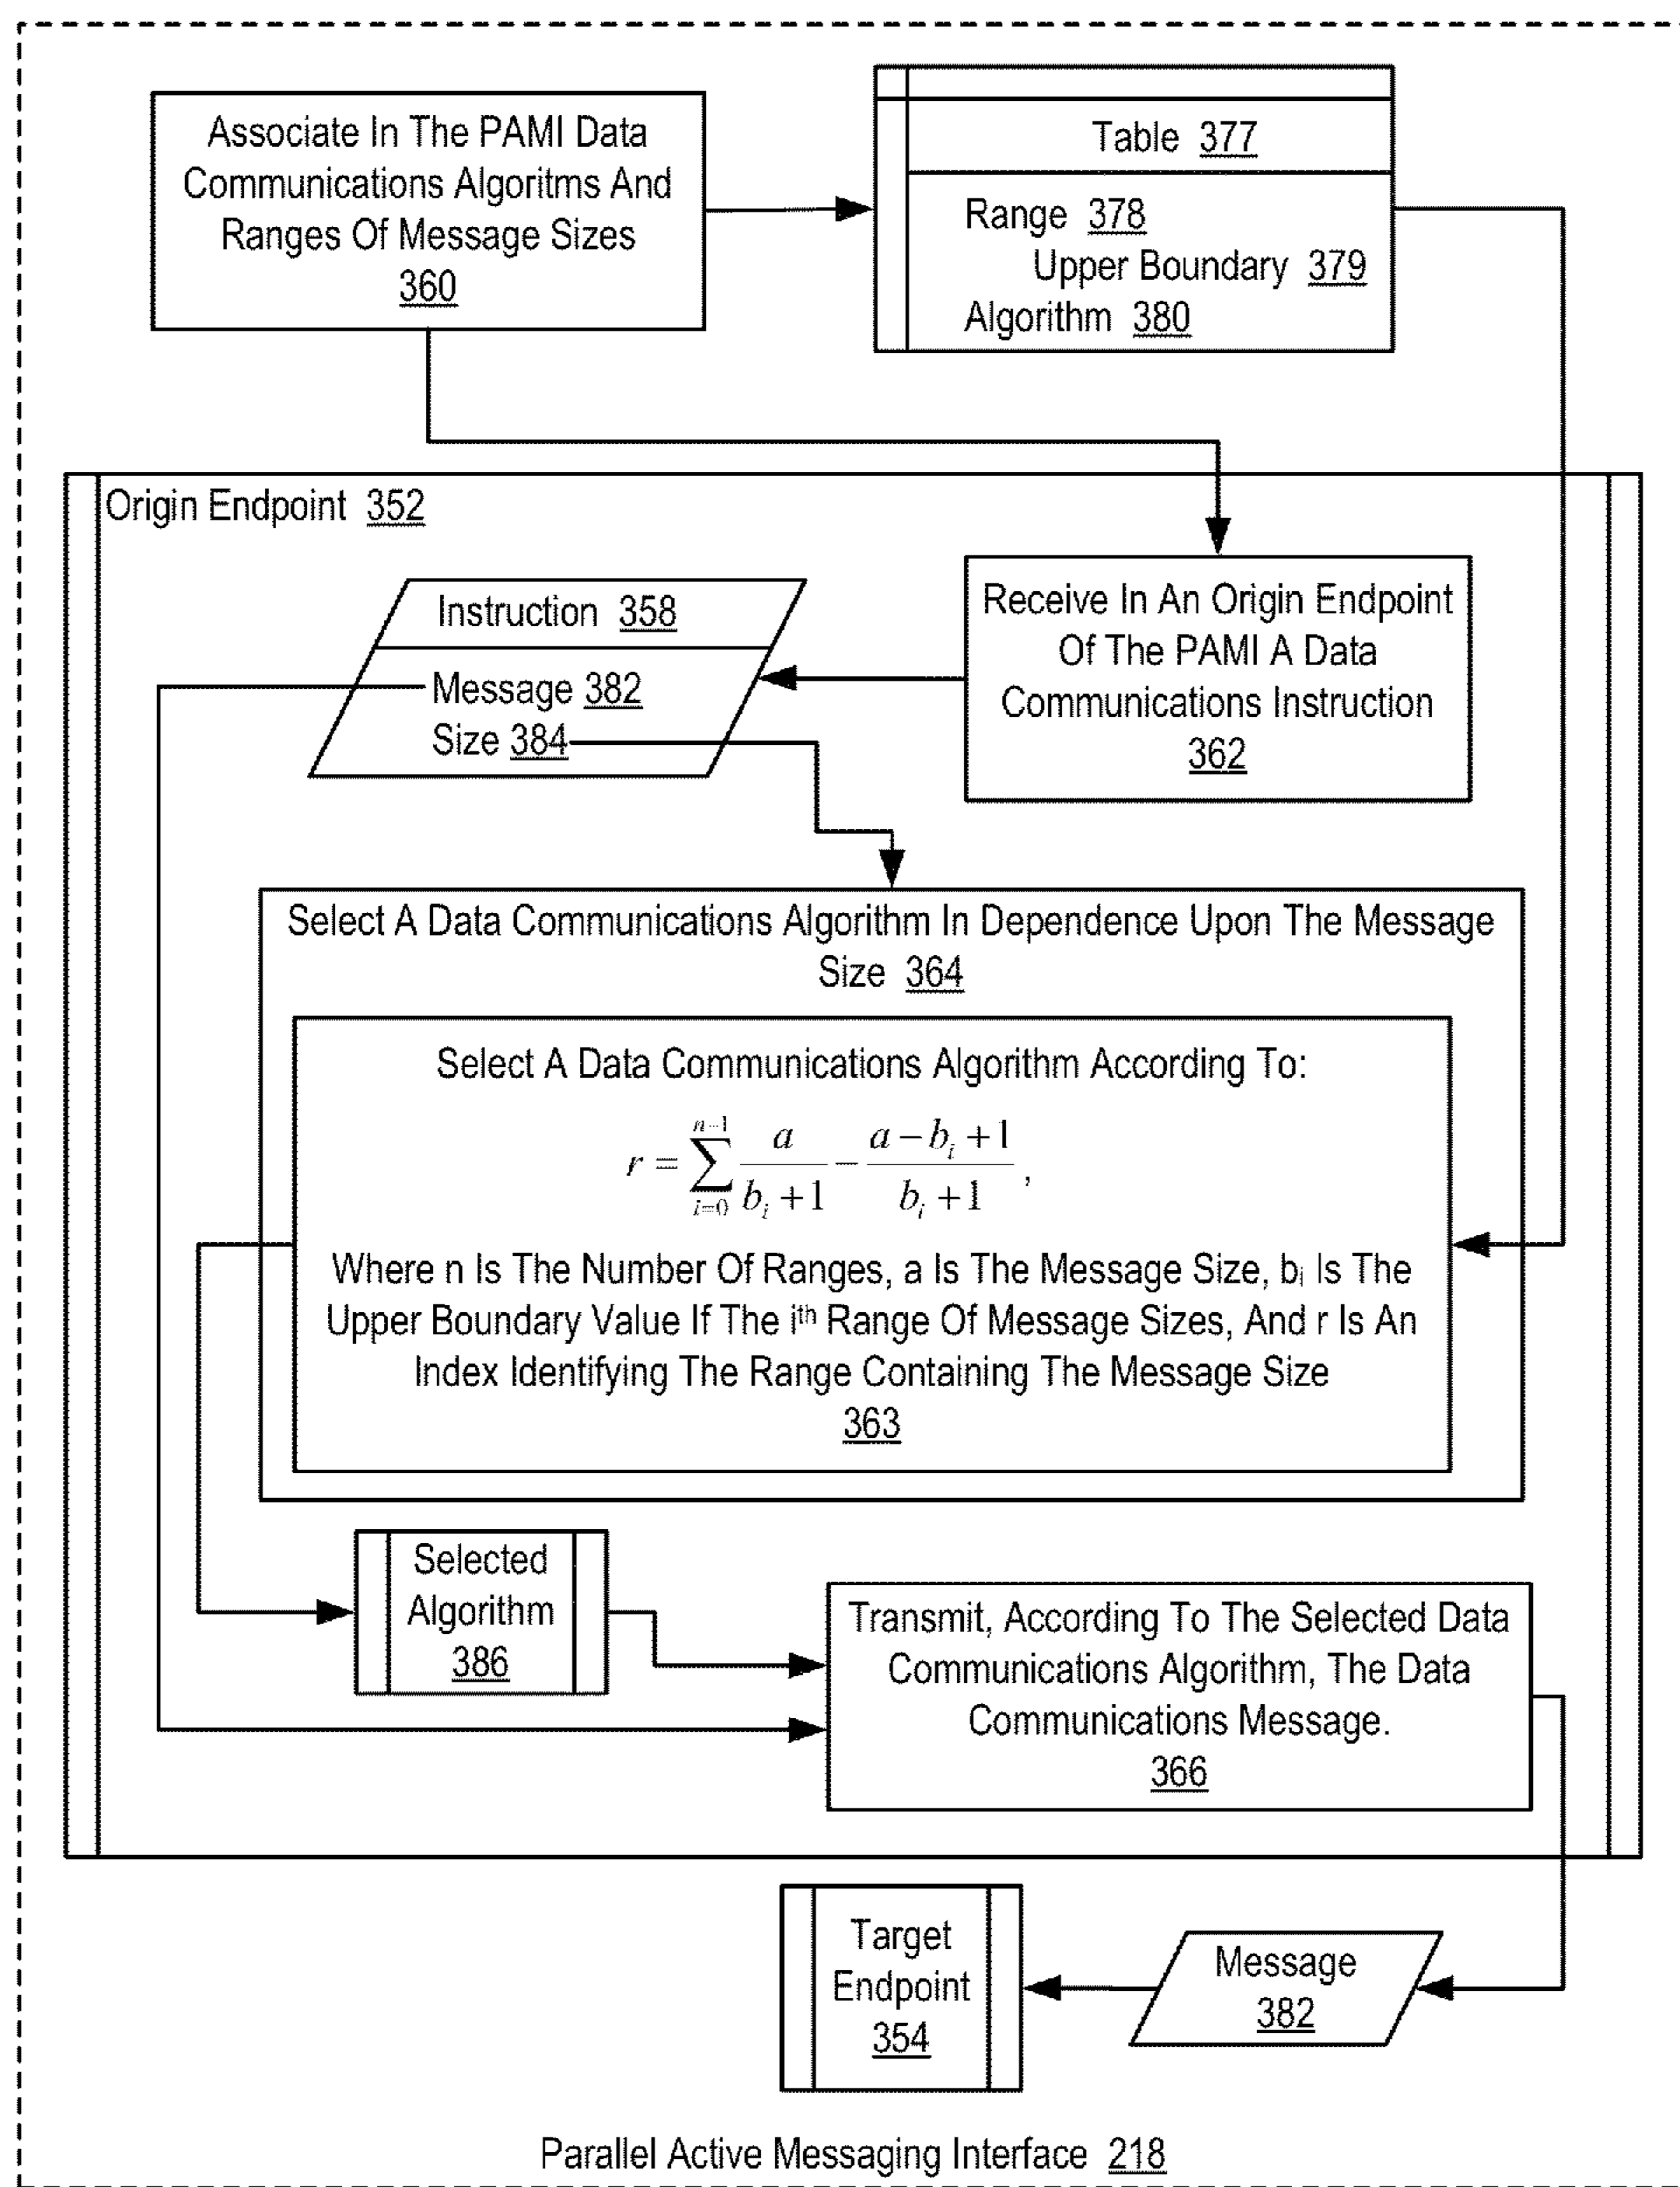 Associate In The PAMI Data
Communications Algoritms And
Ranges Of Message Sizes
360
Table 377
Range 378
Upper Boundary 379
Algorithm 380
Origin Endpoint 352
Instruction 358
Message 382
Size 384
Receive In An Origin Endpoint
Of The PAMI A Data
Communications Instruction
362
Select A Data Communications Algorithm In Dependence Upon The Message
Size 364
Select A Data Communications Algorithm According To:
r = \sum_{i=0}^{n-1} \frac{a}{b_i+1} - \frac{a-b_i+1}{b_i+1},
Where n Is The Number Of Ranges, a Is The Message Size, bᵢ Is The
Upper Boundary Value If The iᵗʰ Range Of Message Sizes, And r Is An
Index Identifying The Range Containing The Message Size
363
Selected
Algorithm
386
Transmit, According To The Selected Data
Communications Algorithm, The Data
Communications Message.
366
Target
Endpoint
354
Message
382
Parallel Active Messaging Interface 218